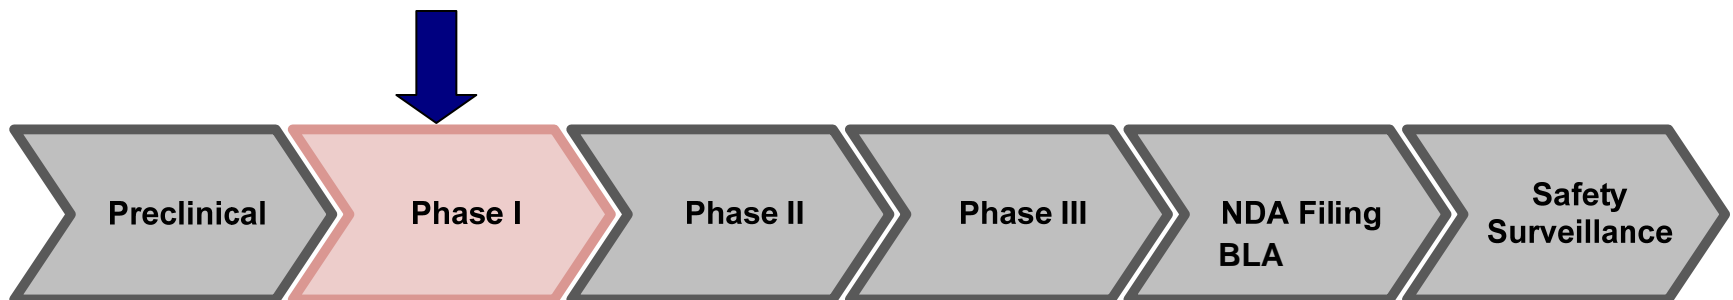 Preclinical
Phase I
Phase II
Phase III
NDA Filing
BLA
Safety
Surveillance